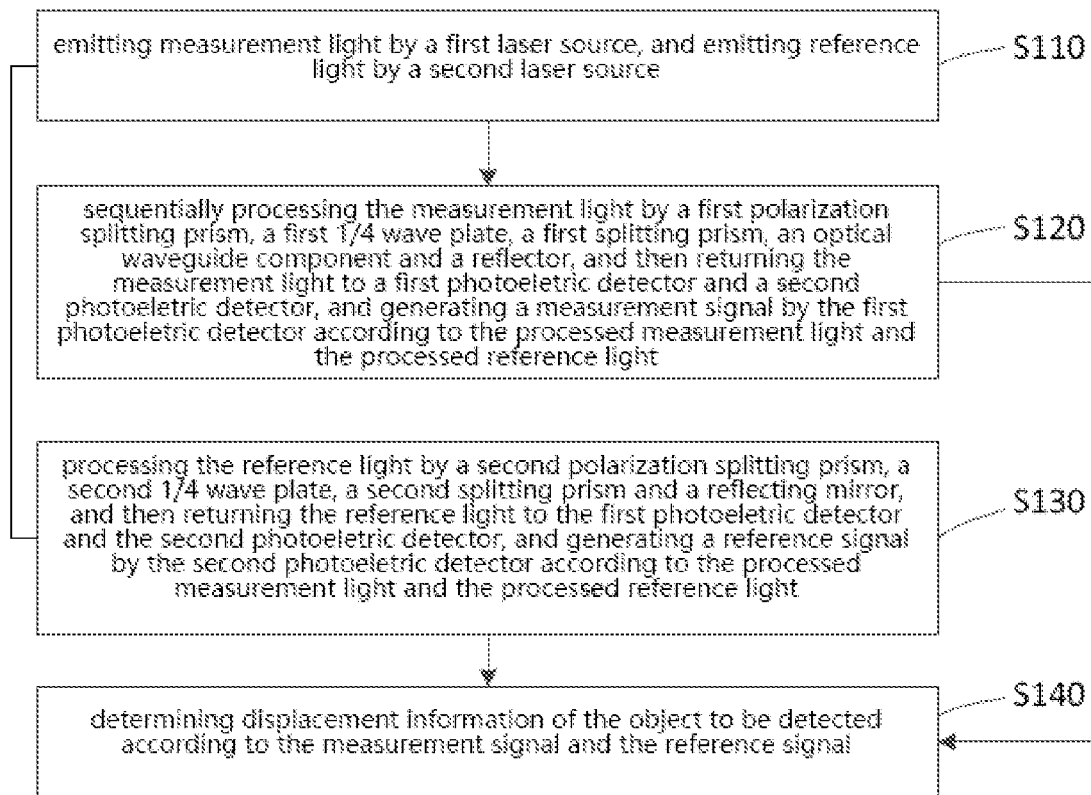 emitting measurement light by a first laser source, and emitting reference
light by a second laser source
S110
sequentially processing the measurement light by a first polarization
splitting prism, a first 1/4 wave plate, a first splitting prism, an optical
waveguide component and a reflector, and then returning the
measurement light to a first photoeletric detector and a second
photoeletric detector, and generating a measurement signal by the first
photoeletric detector according to the processed measurement light and
the processed reference light
S120
processing the reference light by a second polarization splitting prism, a
second 1/4 wave plate, a second splitting prism and a reflecting mirror,
and then returning the reference light to the first photoeletric detector
and the second photoeletric detector, and generating a reference signal
by the second photoeletric detector according to the processed
measurement light and the processed reference light
S130
determining displacement information of the object to be detected
according to the measurement signal and the reference signal
S140